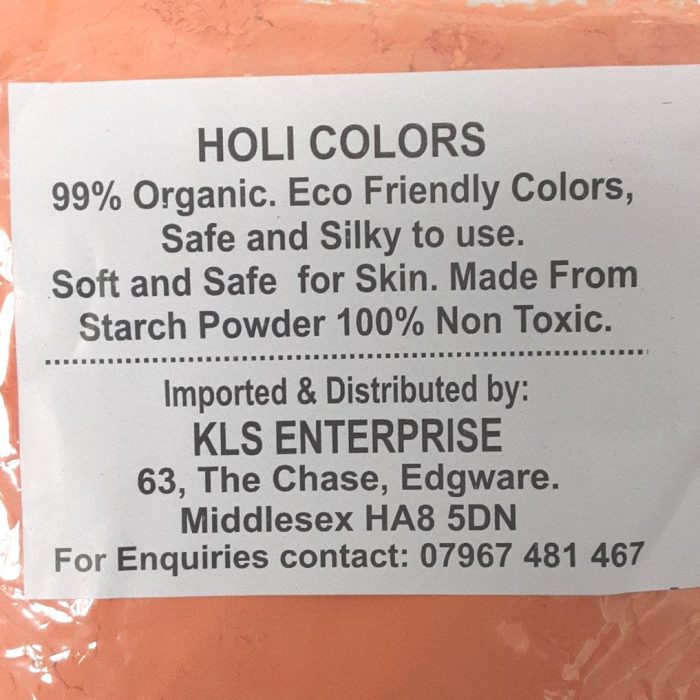 HOLI COLORS
99% Organic. Eco Friendly Colors,
Safe and Silky to use.
Soft and Safe for Skin. Made From
Starch Powder 100% Non Toxic.
Imported & Distributed by:
KLS ENTERPRISE
63, The Chase, Edgware.
Middlesex HA8 5DN
For Enquiries contact: 07967 481 467